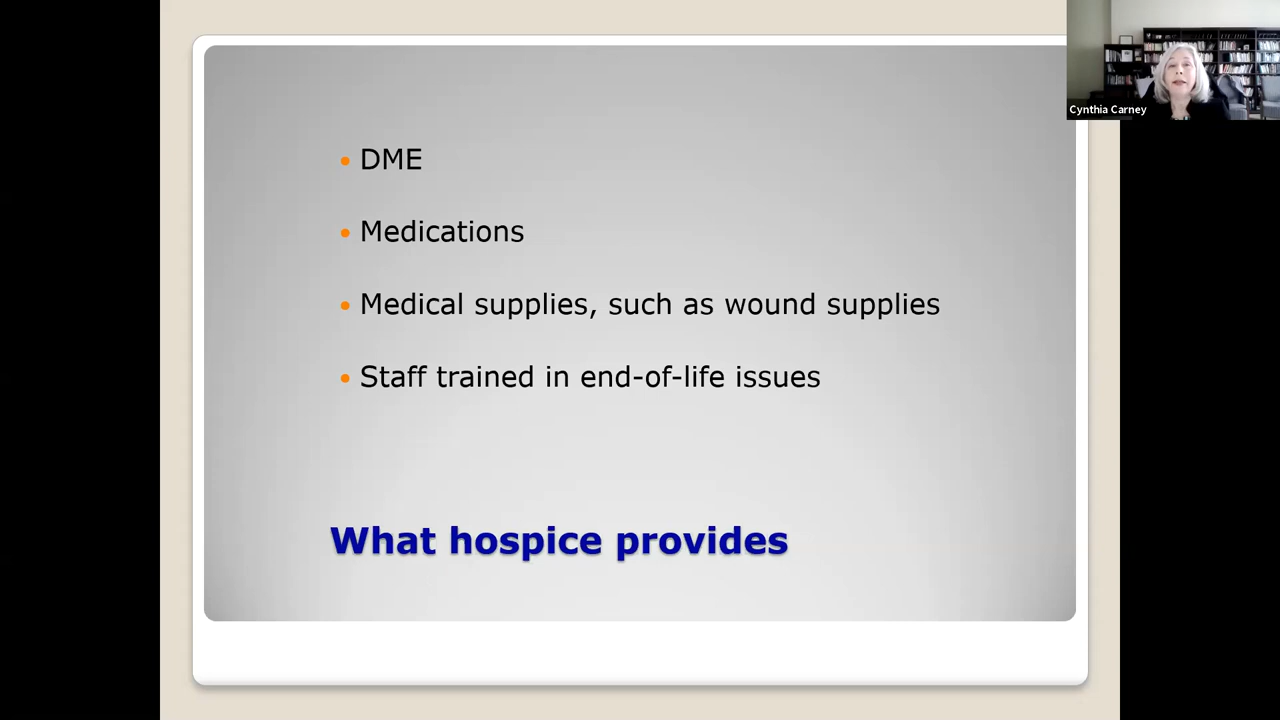 Cynthia Carney
• DME
• Medications
• Medical supplies, such as wound supplies
• Staff trained in end-of-life issues
What hospice provides